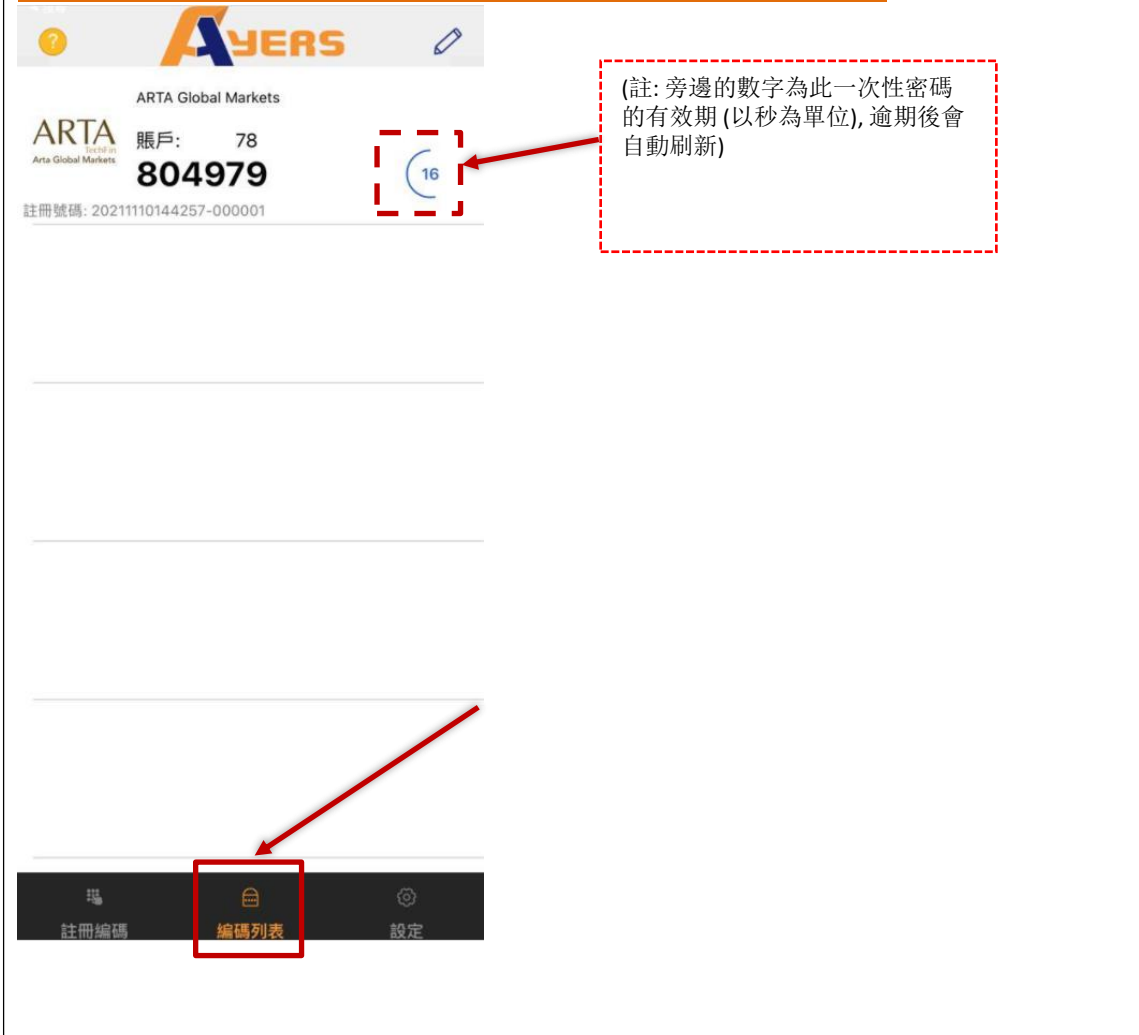 ?
AYERS
ARTA Global Markets
ARTA
TechFin
Arta Global Markets
賬戶: 78
804979
16
註冊號碼: 20211110144257-000001
(註: 旁邊的數字為此一次性密碼
的有效期 (以秒為單位), 逾期後會
自動刷新)
註冊編碼
編碼列表
設定